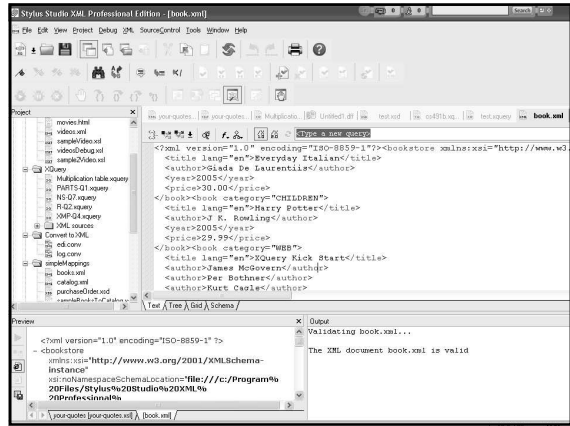 Stylus Studio XML Professional Edition - [book.xml]
Search
File Edit View Project Debug XML SourceControl Tools Window Help
Project
movies.html
videos.xml
sampleVideo.xsl
videosDebug.xsl
sample2Video.xsl
XQuery
Multiplication table.xquery
PARTS-Q1.xquery
NS-Q7.xquery
R-Q2.xquery
XMP-Q4.xquery
XML sources
Convert to XML
edi.conv
log.conv
simpleMappings
books.xml
catalog.xml
purchaseOrder.xsd
sampleBooksToCatalog.x
your-quotes... your-quotes... Multiplicatio... Untitled7.dff test.xsd cs491b.xq... test.xquery book.xml
<Type a new query>
<?xml version="1.0" encoding="ISO-8859-1"?><bookstore xmlns:xsi="http://www.w3.
<title lang="en">Everyday Italian</title>
<author>Giada De Laurentiis</author>
<year>2005</year>
<price>30.00</price>
</book><book category="CHILDREN">
<title lang="en">Harry Potter</title>
<author>J K. Rowling</author>
<year>2005</year>
<price>29.99</price>
</book><book category="WEB">
<title lang="en">XQuery Kick Start</title>
<author>James McGovern</author>
<author>Per Bothner</author>
<author>Kurt Cagle</author>
Text Tree Grid Schema
Preview
<?xml version="1.0" encoding="ISO-8859-1" ?>
- <bookstore
xmlns:xsi="http://www.w3.org/2001/XMLSchema-
instance"
xsi:noNamespaceSchemaLocation="file:///c:/Program%
20Files/Stylus%20Studio%20XML%
20Professional%
your-quotes [your-quotes.xsl] [book.xml]
Output
Validating book.xml...
The XML document book.xml is valid